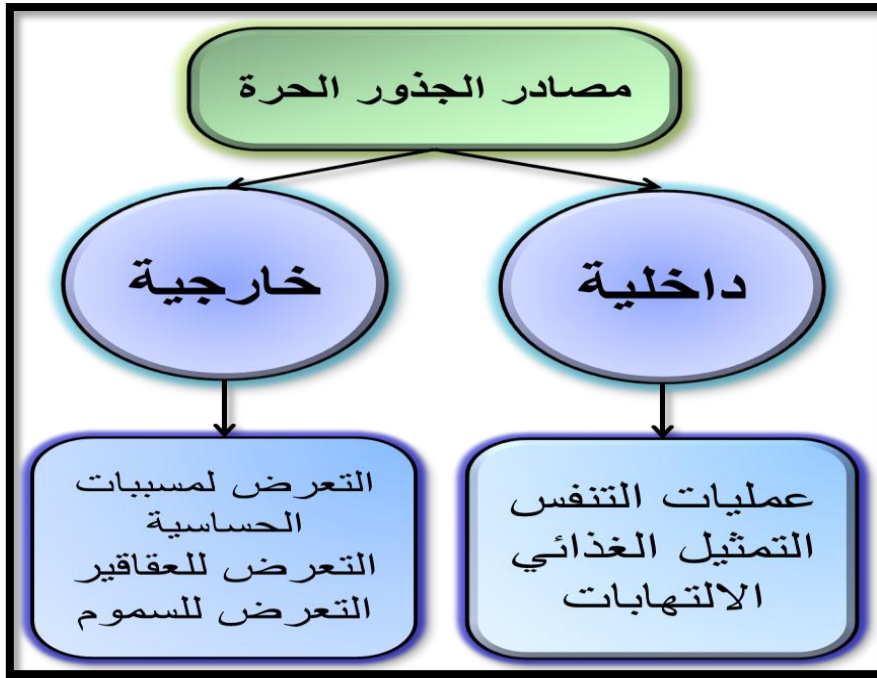 مصادر الجذور الحرة
داخلية
خارجية
عمليات التنفس
التمثيل الغذائي
الالتهابات
التعرض لمسببات
الحساسية
التعرض للعقاقير
التعرض للسموم